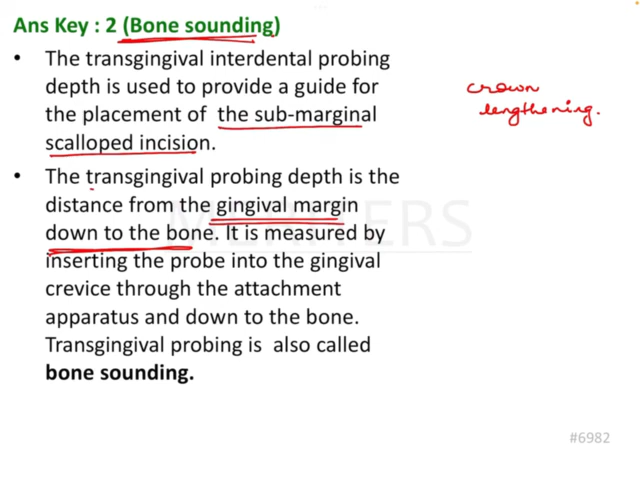 Ans Key : 2 (Bone sounding)
• The transgingival interdental probing
depth is used to provide a guide for
the placement of the sub-marginal
scalloped incision.
crown
lengthening.
• The transgingival probing depth is the
distance from the gingival margin
down to the bone. It is measured by
inserting the probe into the gingival
crevice through the attachment
apparatus and down to the bone.
Transgingival probing is also called
bone sounding.
#6982